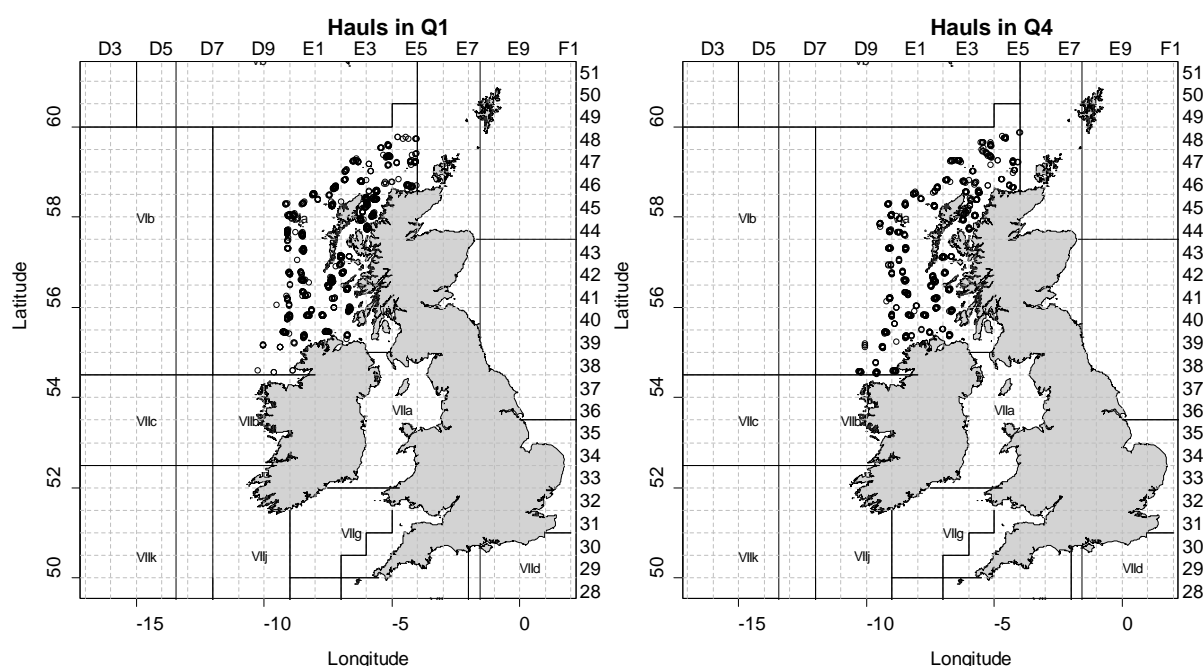 Hauls in Q1
D3 D5 D7 D9 E1 E3 E5 E7 E9 F1
Latitude
60
58
56
54
52
50
51
50
49
48
47
46
45
44
43
42
41
40
39
38
37
36
35
34
33
32
31
30
29
28
VIb
VIIc
VIIb
VIIa
VIIg
VIIk
VIIj
VIId
-15 -10 -5 0
Longitude
Hauls in Q4
D3 D5 D7 D9 E1 E3 E5 E7 E9 F1
Latitude
60
58
56
54
52
50
51
50
49
48
47
46
45
44
43
42
41
40
39
38
37
36
35
34
33
32
31
30
29
28
VIb
VIIc
VIIb
VIIa
VIIg
VIIk
VIIj
VIId
-15 -10 -5 0
Longitude